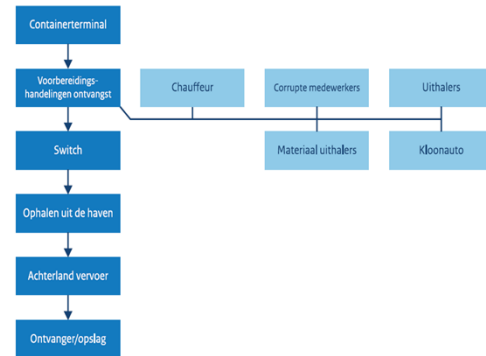 Containerterminal
Voorbereidings-
handelingen ontvangst
Chauffeur
Corrupte medewerkers
Uithalers
Switch
Materiaal uithalers
Kloonauto
Ophalen uit de haven
Achterland vervoer
Ontvanger/opslag